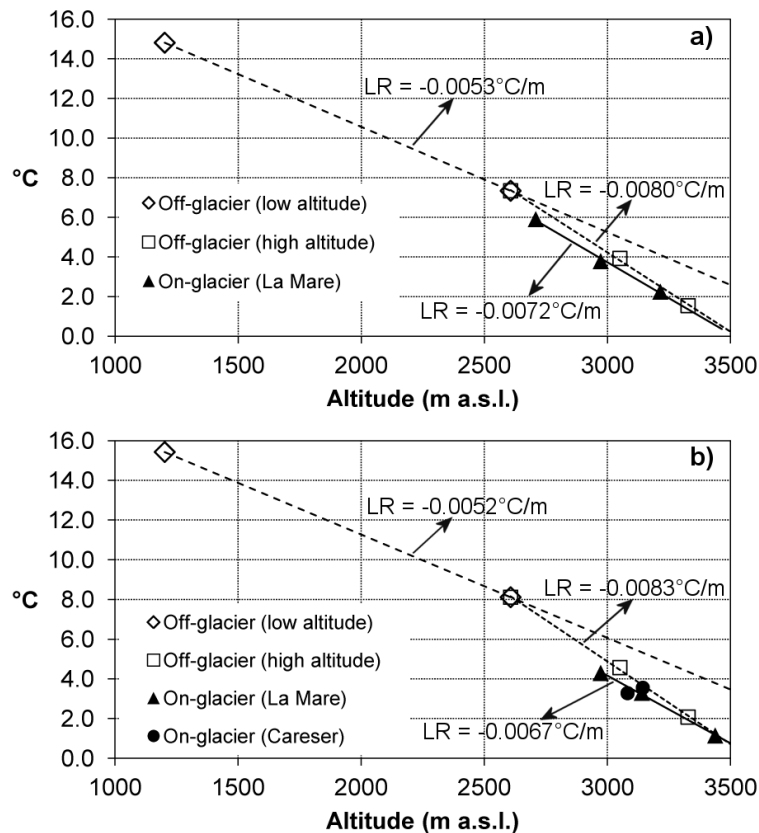 16.0
a)
14.0
LR = -0.0053°C/m
12.0
10.0
°C
8.0
LR = -0.0080°C/m
Off-glacier (low altitude)
6.0
Off-glacier (high altitude)
4.0
On-glacier (La Mare)
2.0
LR = -0.0072°C/m
0.0
1000 1500 2000 2500 3000 3500
Altitude (m a.s.l.)
16.0
b)
14.0
LR = -0.0052°C/m
12.0
10.0
°C
8.0
LR = -0.0083°C/m
Off-glacier (low altitude)
6.0
Off-glacier (high altitude)
4.0
On-glacier (La Mare)
2.0
On-glacier (Careser)
LR = -0.0067°C/m
0.0
1000 1500 2000 2500 3000 3500
Altitude (m a.s.l.)